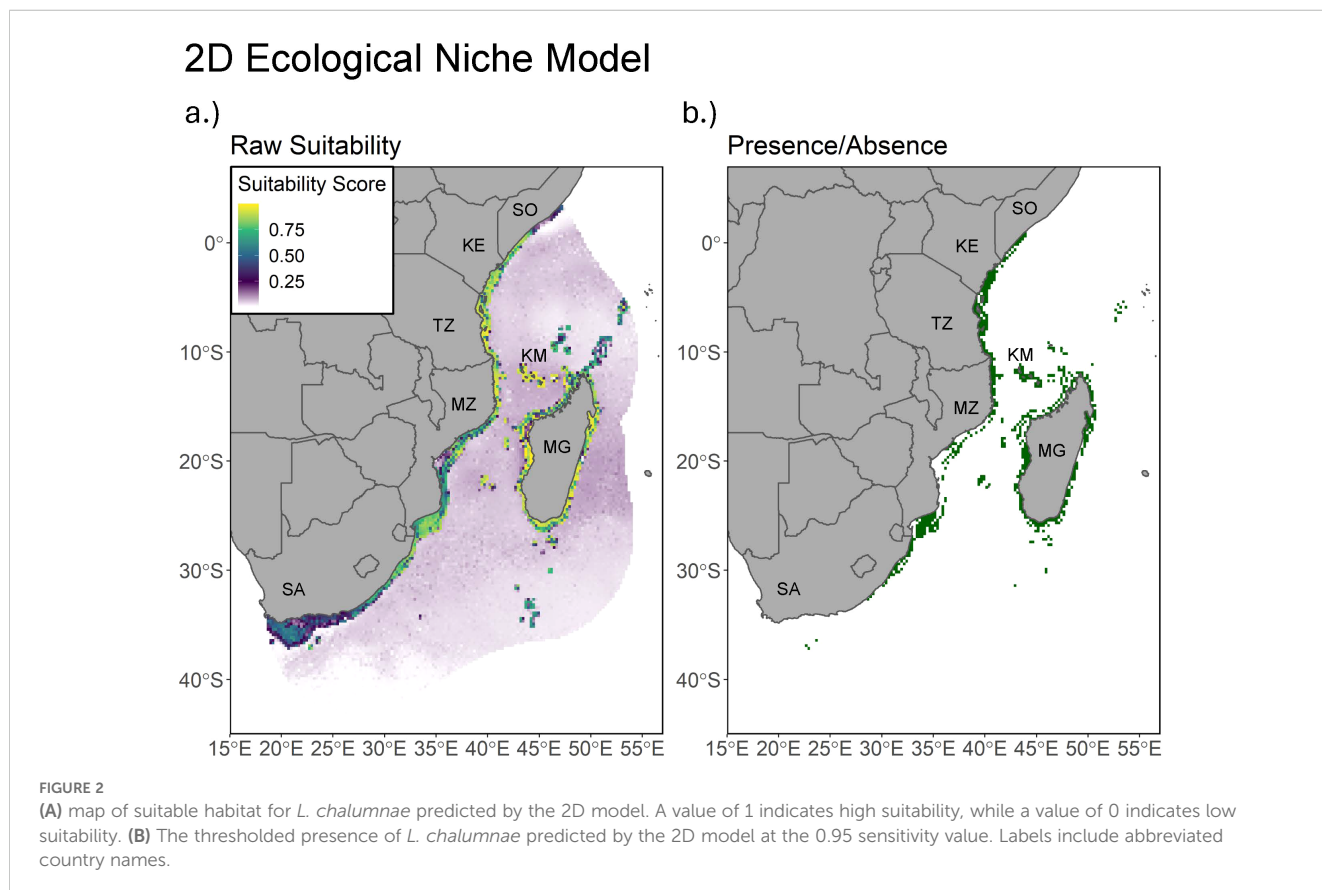 2D Ecological Niche Model
a.)
Raw Suitability
Suitability Score
0.75
0.50
0.25
SO
KE
TZ
KM
MZ
MG
SA
0°
10°S
20°S
30°S
40°S
15°E 20°E 25°E 30°E 35°E 40°E 45°E 50°E 55°E
b.)
Presence/Absence
SO
KE
TZ
KM
MZ
MG
SA
0°
10°S
20°S
30°S
40°S
15°E 20°E 25°E 30°E 35°E 40°E 45°E 50°E 55°E
FIGURE 2
(A) map of suitable habitat for L. chalumnae predicted by the 2D model. A value of 1 indicates high suitability, while a value of 0 indicates low
suitability. (B) The thresholded presence of L. chalumnae predicted by the 2D model at the 0.95 sensitivity value. Labels include abbreviated
country names.